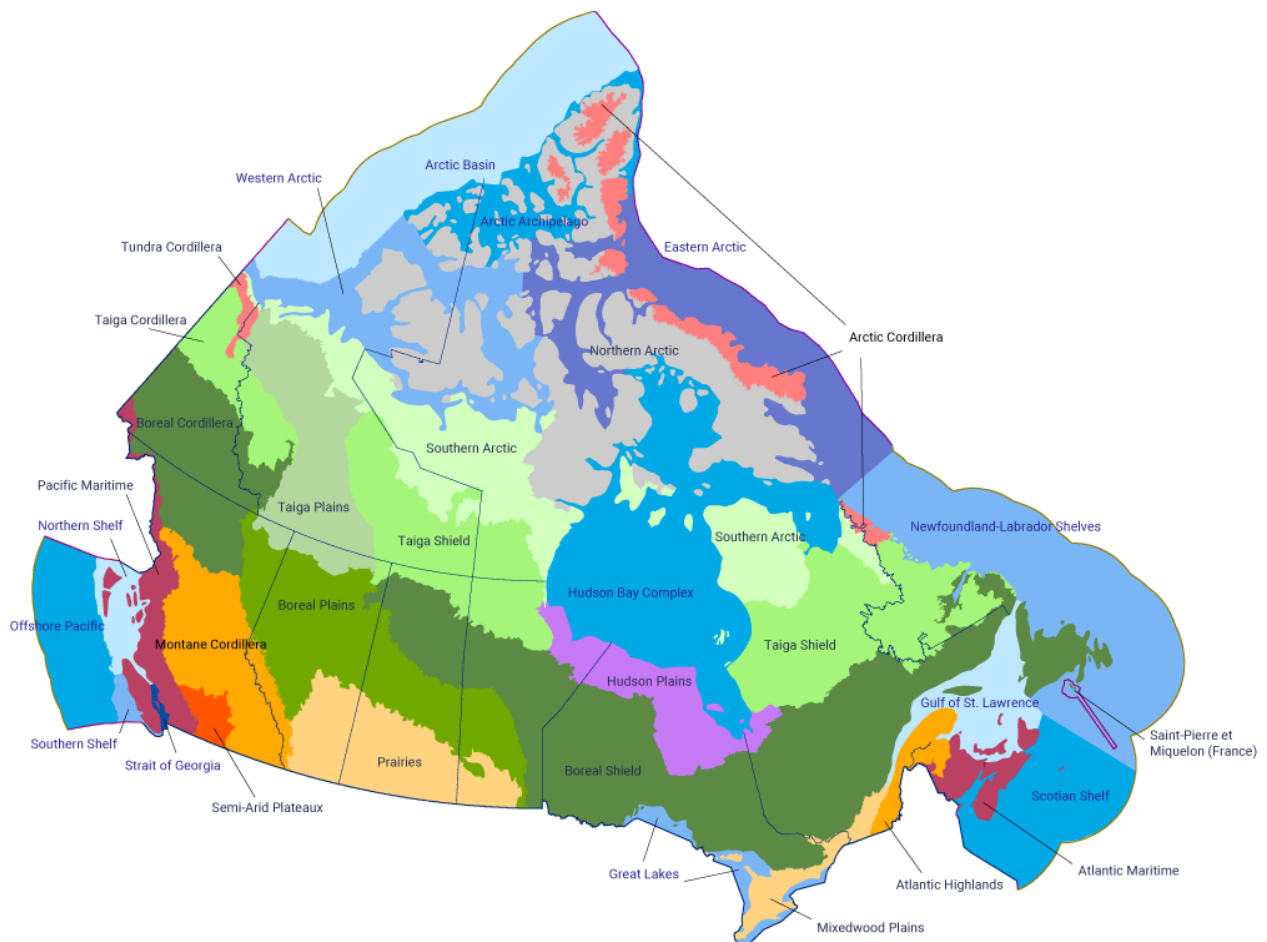 Arctic Basin
Western Arctic
Arctic Archipelago
Tundra Cordillera
Eastern Arctic
Taiga Cordillera
Arctic Cordillera
Northern Arctic
Boreal Cordillera
Southern Arctic
Pacific Maritime
Taiga Plains
Northern Shelf
Newfoundland-Labrador Shelves
Taiga Shield
Southern Arctic
Hudson Bay Complex
Boreal Plains
Offshore Pacific
Montane Cordillera
Taiga Shield
Hudson Plains
Gulf of St. Lawrence
Saint-Pierre et
Miquelon (France)
Southern Shelf
Strait of Georgia
Prairies
Boreal Shield
Semi-Arid Plateaux
Scotian Shelf
Great Lakes
Atlantic Maritime
Atlantic Highlands
Mixedwood Plains